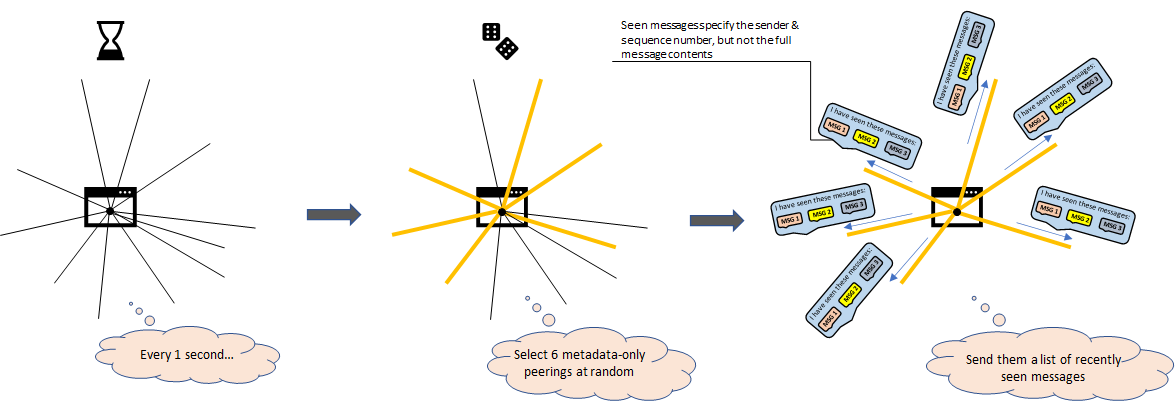 Seen messages specify the sender &
sequence number, but not the full
message contents
I have seen these messages:
MSG 1 MSG 2 MSG 3
I have seen these messages:
MSG 1 MSG 2 MSG 3
I have seen these messages:
MSG 1 MSG 2 MSG 3
I have seen these messages:
MSG 1 MSG 2 MSG 3
I have seen these messages:
MSG 1 MSG 2 MSG 3
I have seen these messages:
MSG 1 MSG 2 MSG 3
Every 1 second...
Select 6 metadata-only
peerings at random
Send them a list of recently
seen messages